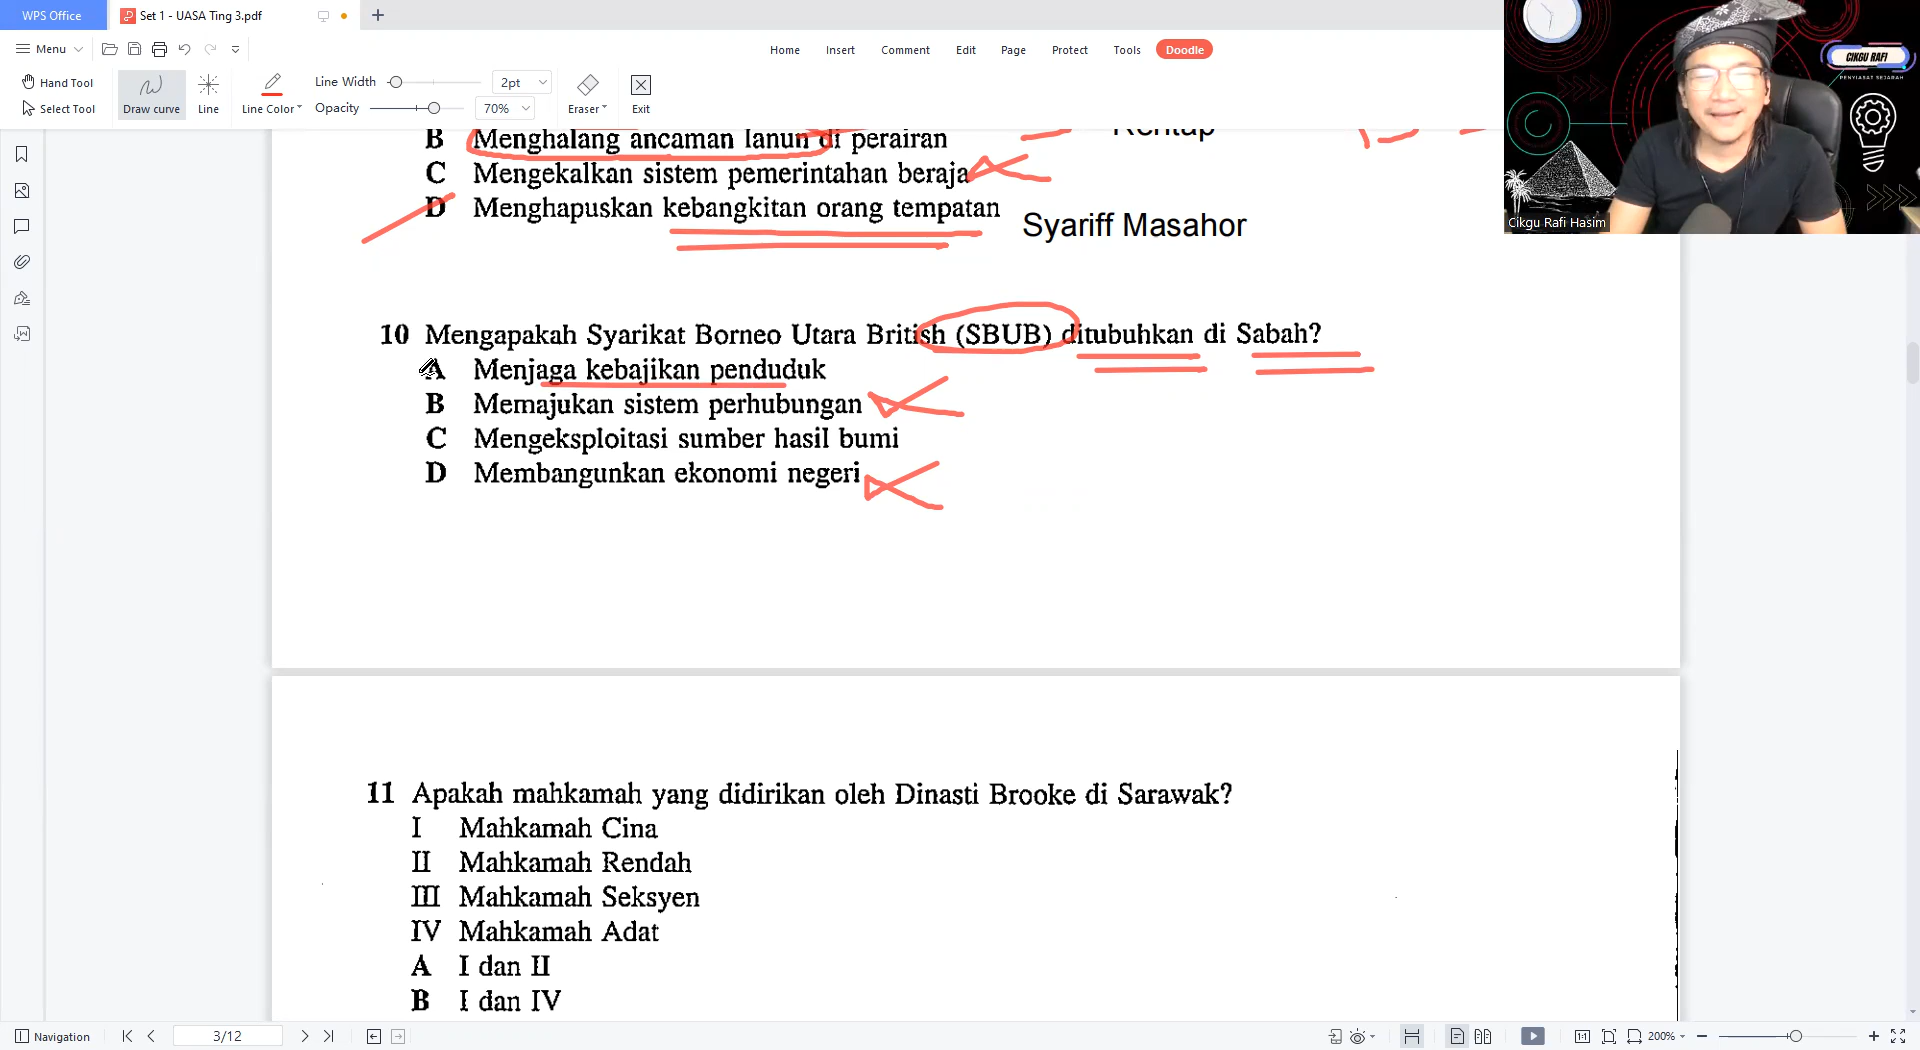 WPS Office
Set 1 - UASA Ting 3.pdf
Menu
Home
Insert
Comment
Edit
Page
Protect
Tools
Doodle
CIKGU RAFI
PENYIASAT SEJARAH
Hand Tool
Select Tool
Draw curve
Line
Line Color
Line Width
2pt
Opacity
70%
Eraser
Exit
B Menghalang ancaman lanun di perairan
Rentap
C Mengekalkan sistem pemerintahan beraja
D Menghapuskan kebangkitan orang tempatan
Syariff Masahor
Cikgu Rafi Hasim
10 Mengapakah Syarikat Borneo Utara British (SBUB) ditubuhkan di Sabah?
A Menjaga kebajikan penduduk
B Memajukan sistem perhubungan
C Mengeksploitasi sumber hasil bumi
D Membangunkan ekonomi negeri
11 Apakah mahkamah yang didirikan oleh Dinasti Brooke di Sarawak?
I Mahkamah Cina
II Mahkamah Rendah
III Mahkamah Seksyen
IV Mahkamah Adat
A I dan II
B I dan IV
Navigation
3/12
200%